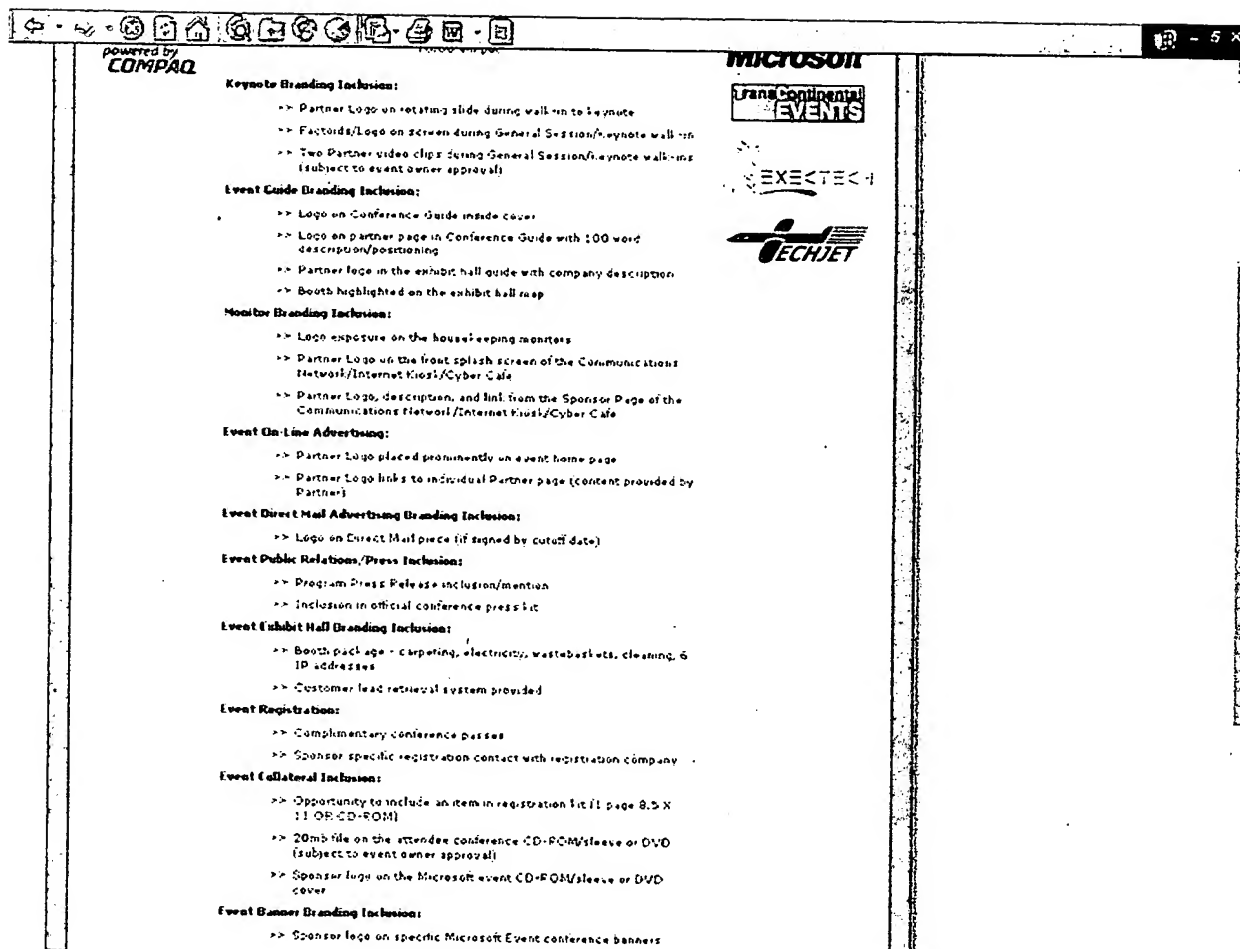 powered by
COMPAQ
Microsoft
TransContinental
EVENTS
EXECTECH
TECHJET
Keynote Branding Inclusion:
>> Partner Logo on rotating slide during walk-in to keynote
>> Factoids/Logo on screen during General Session/Keynote walk-in
>> Two Partner video clips during General Session/Keynote walk-ins
(subject to event owner approval)
Event Guide Branding Inclusion:
>> Logo on Conference Guide inside cover
>> Logo on partner page in Conference Guide with 100 word
description/positioning
>> Partner logo in the exhibit hall guide with company description
>> Booth highlighted on the exhibit hall map
Monitor Branding Inclusion:
>> Logo exposure on the housekeeping monitors
>> Partner Logo on the front splash screen of the Communications
Network/Internet Kiosk/Cyber Cafe
>> Partner Logo, description, and link from the Sponsor Page of the
Communications Network/Internet Kiosk/Cyber Cafe
Event On-Line Advertising:
>> Partner Logo placed prominently on event home page
>> Partner Logo links to individual Partner page (content provided by
Partner)
Event Direct Mail Advertising Branding Inclusion:
>> Logo on Direct Mail piece (if signed by cutoff date)
Event Public Relations/Press Inclusion:
>> Program Press Release inclusion/mention
>> Inclusion in official conference press kit
Event Exhibit Hall Branding Inclusion:
>> Booth package - carpeting, electricity, wastebaskets, cleaning, 6
IP addresses
>> Customer lead retrieval system provided
Event Registration:
>> Complimentary conference passes
>> Sponsor specific registration contact with registration company
Event Collateral Inclusion:
>> Opportunity to include an item in registration kit (1 page 8.5 X
11 OR CD-ROM)
>> 20mb file on the attendee conference CD-ROM/sleeve or DVD
(subject to event owner approval)
>> Sponsor logo on the Microsoft event CD-ROM/sleeve or DVD
cover
Event Banner Branding Inclusion:
>> Sponsor logo on specific Microsoft Event conference banners